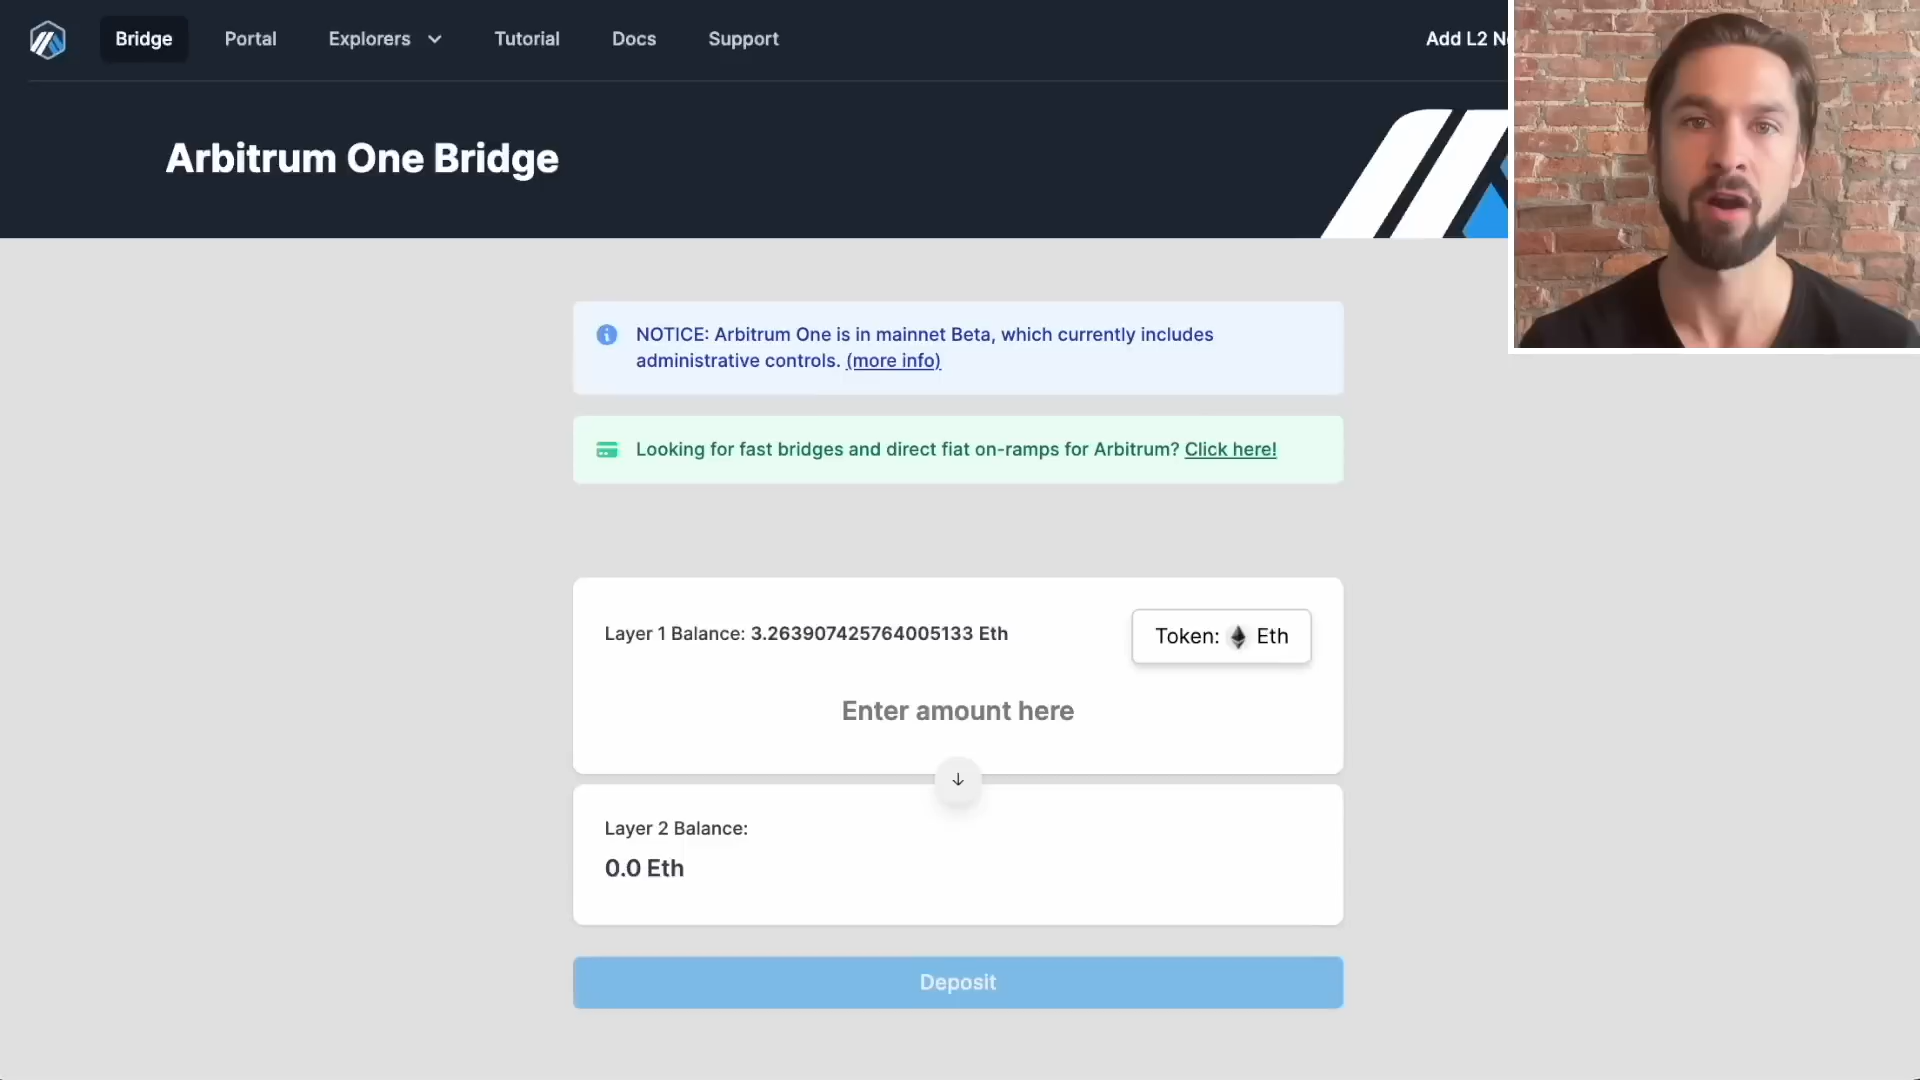 Bridge
Portal
Explorers
Tutorial
Docs
Support
Add L2
Arbitrum One Bridge
NOTICE: Arbitrum One is in mainnet Beta, which currently includes
administrative controls. (more info)
Looking for fast bridges and direct fiat on-ramps for Arbitrum? Click here!
Layer 1 Balance: 3.263907425764005133 Eth
Token: Eth
Enter amount here
Layer 2 Balance:
0.0 Eth
Deposit